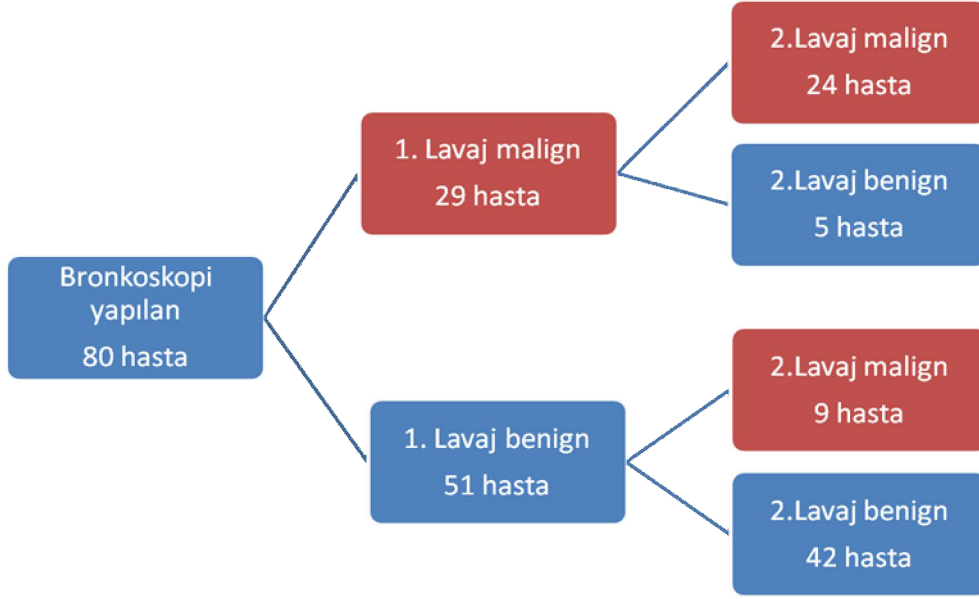 Bronkoskopi
yapılan
80 hasta
1. Lavaj malign
29 hasta
2.Lavaj malign
24 hasta
2.Lavaj benign
5 hasta
1. Lavaj benign
51 hasta
2.Lavaj malign
9 hasta
2.Lavaj benign
42 hasta